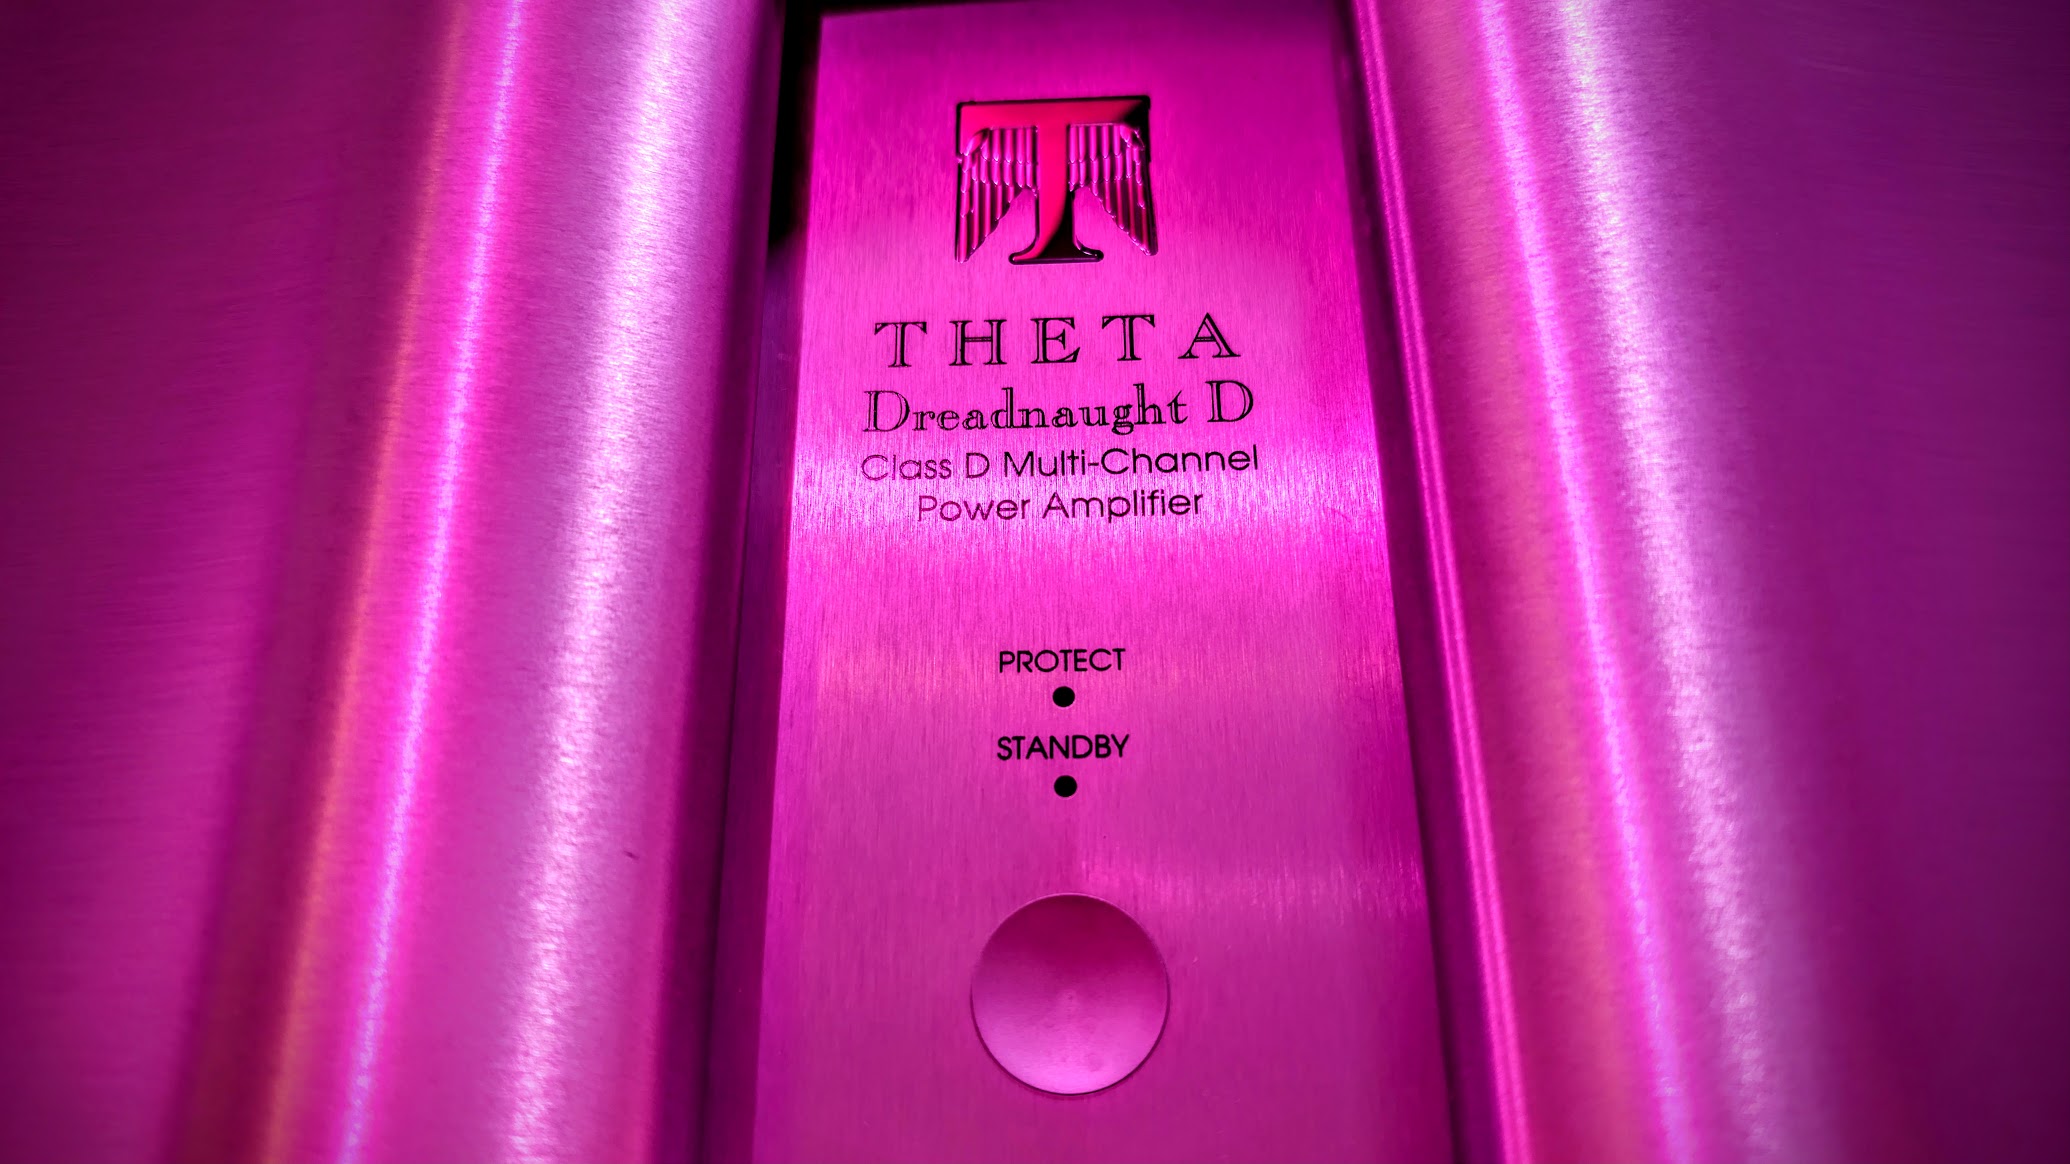 T
THETA
Dreadnaught D
Class D Multi-Channel
Power Amplifier
PROTECT
STANDBY